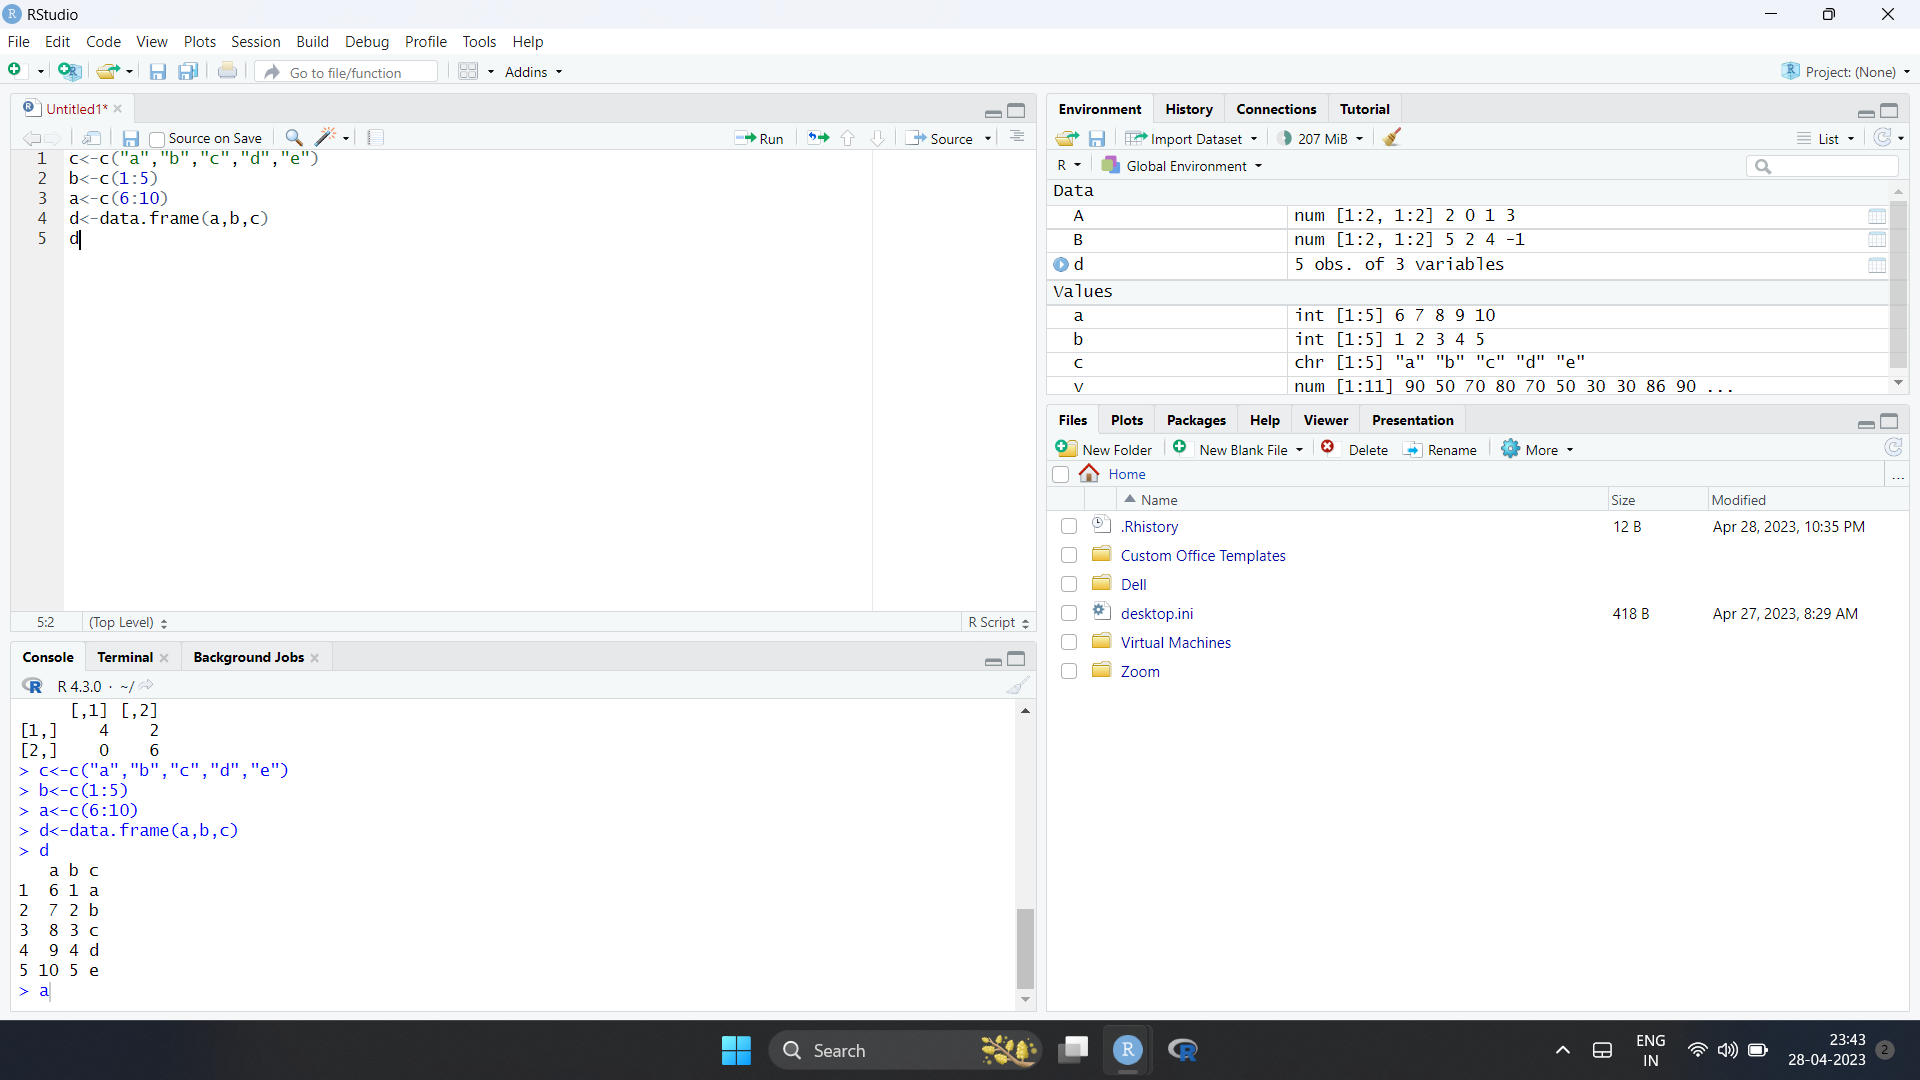 RStudio
File Edit Code View Plots Session Build Debug Profile Tools Help
Go to file/function Addins Project: (None)
Untitled1*
Source on Save Run Source
1 c<-c("a","b","c","d","e")
2 b<-c(1:5)
3 a<-c(6:10)
4 d<-data.frame(a,b,c)
5 d
5:2 (Top Level) R Script
Console Terminal Background Jobs
R 4.3.0 · ~/
[,1] [,2]
[1,] 4 2
[2,] 0 6
> c<-c("a","b","c","d","e")
> b<-c(1:5)
> a<-c(6:10)
> d<-data.frame(a,b,c)
> d
a b c
1 6 1 a
2 7 2 b
3 8 3 c
4 9 4 d
5 10 5 e
> a
Environment History Connections Tutorial
Import Dataset 207 MiB List
R Global Environment
Data
A num [1:2, 1:2] 2 0 1 3
B num [1:2, 1:2] 5 2 4 -1
d 5 obs. of 3 variables
Values
a int [1:5] 6 7 8 9 10
b int [1:5] 1 2 3 4 5
c chr [1:5] "a" "b" "c" "d" "e"
v num [1:11] 90 50 70 80 70 50 30 30 86 90 ...
Files Plots Packages Help Viewer Presentation
New Folder New Blank File Delete Rename More
Home ...
Name Size Modified
.Rhistory 12 B Apr 28, 2023, 10:35 PM
Custom Office Templates
Dell
desktop.ini 418 B Apr 27, 2023, 8:29 AM
Virtual Machines
Zoom
Search
ENG
IN
23:43
28-04-2023
2